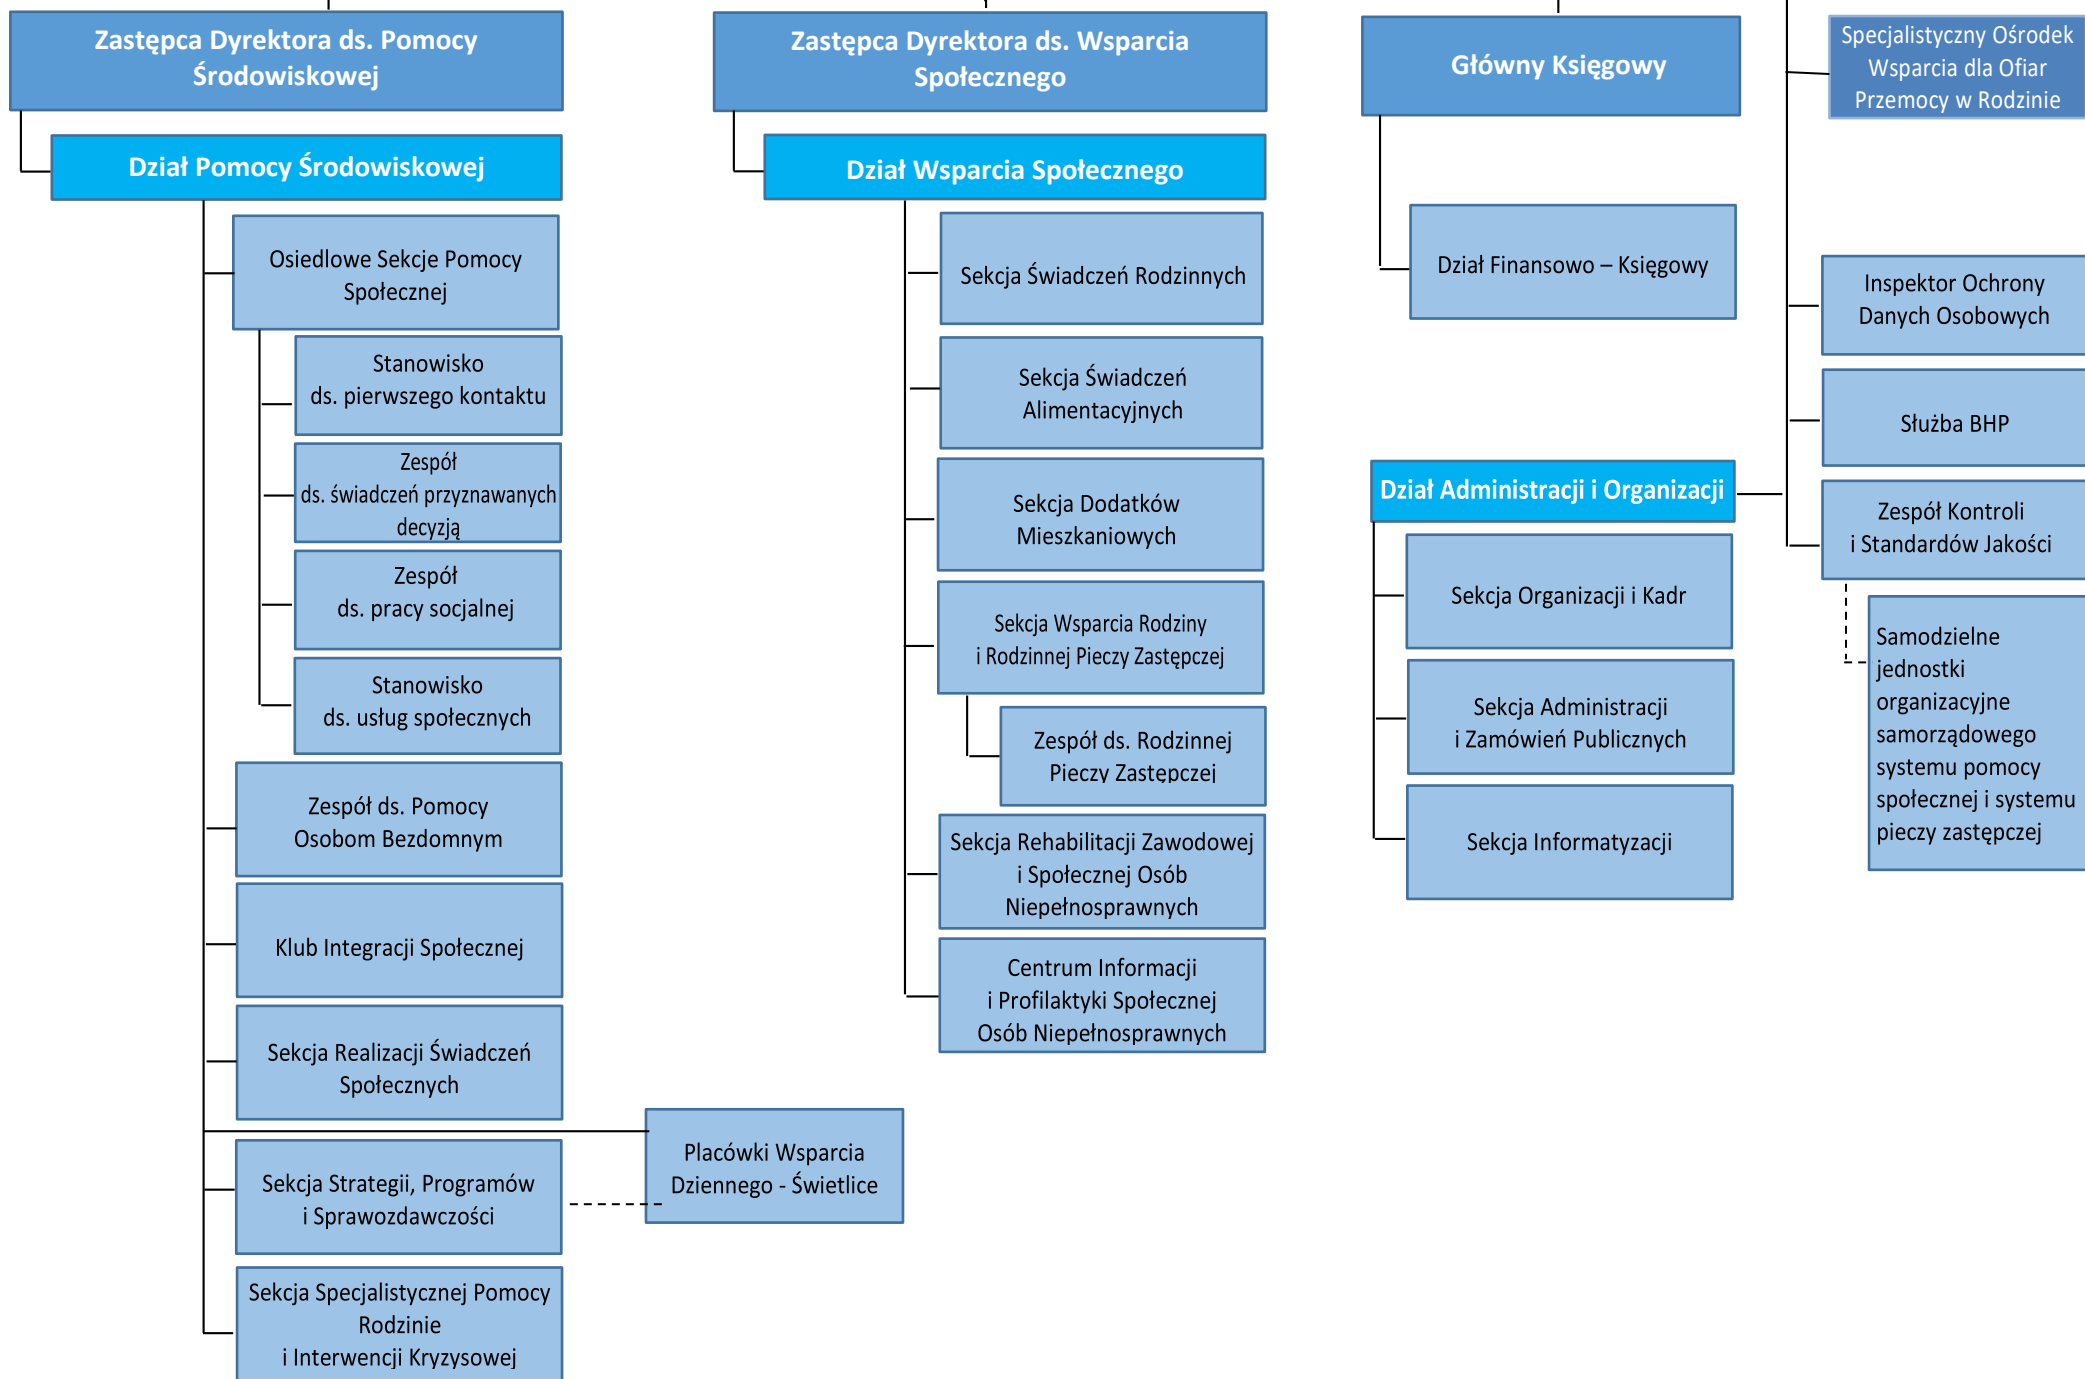 Zastępca Dyrektora ds. Pomocy
Środowiskowej
Dział Pomocy Środowiskowej
Osiedlowe Sekcje Pomocy
Społecznej
Stanowisko
ds. pierwszego kontaktu
Zespół
ds. świadczeń przyznawanych
decyzją
Zespół
ds. pracy socjalnej
Stanowisko
ds. usług społecznych
Zespół ds. Pomocy
Osobom Bezdomnym
Klub Integracji Społecznej
Sekcja Realizacji Świadczeń
Społecznych
Placówki Wsparcia
Dziennego - Świetlice
Sekcja Strategii, Programów
i Sprawozdawczości
Sekcja Specjalistycznej Pomocy
Rodzinie
i Interwencji Kryzysowej
Zastępca Dyrektora ds. Wsparcia
Społecznego
Dział Wsparcia Społecznego
Sekcja Świadczeń Rodzinnych
Sekcja Świadczeń
Alimentacyjnych
Sekcja Dodatków
Mieszkaniowych
Sekcja Wsparcia Rodziny
i Rodzinnej Pieczy Zastępczej
Zespół ds. Rodzinnej
Pieczy Zastępczej
Sekcja Rehabilitacji Zawodowej
i Społecznej Osób
Niepełnosprawnych
Centrum Informacji
i Profilaktyki Społecznej
Osób Niepełnosprawnych
Główny Księgowy
Dział Finansowo – Księgowy
Dział Administracji i Organizacji
Sekcja Organizacji i Kadr
Sekcja Administracji
i Zamówień Publicznych
Sekcja Informatyzacji
Specjalistyczny Ośrodek
Wsparcia dla Ofiar
Przemocy w Rodzinie
Inspektor Ochrony
Danych Osobowych
Służba BHP
Zespół Kontroli
i Standardów Jakości
Samodzielne
jednostki
organizacyjne
samorządowego
systemu pomocy
społecznej i systemu
pieczy zastępczej